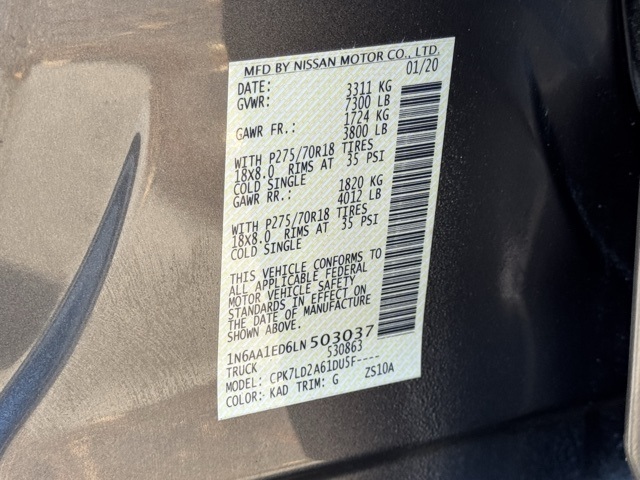 MFD BY NISSAN MOTOR CO., LTD.
DATE: 01/20
GVWR: 3311 KG
7300 LB
GAWR FR.: 1724 KG
3800 LB
WITH P275/70R18 TIRES
18X8.0 RIMS AT 35 PSI
COLD SINGLE
GAWR RR.: 1820 KG
4012 LB
WITH P275/70R18 TIRES
18X8.0 RIMS AT 35 PSI
COLD SINGLE
THIS VEHICLE CONFORMS TO
ALL APPLICABLE FEDERAL
MOTOR VEHICLE SAFETY
STANDARDS IN EFFECT ON
THE DATE OF MANUFACTURE
SHOWN ABOVE.
1N6AA1ED6LN503037
TRUCK 530863
MODEL: CPK7LD2A61DU5F----
COLOR: KAD TRIM: G ZS10A